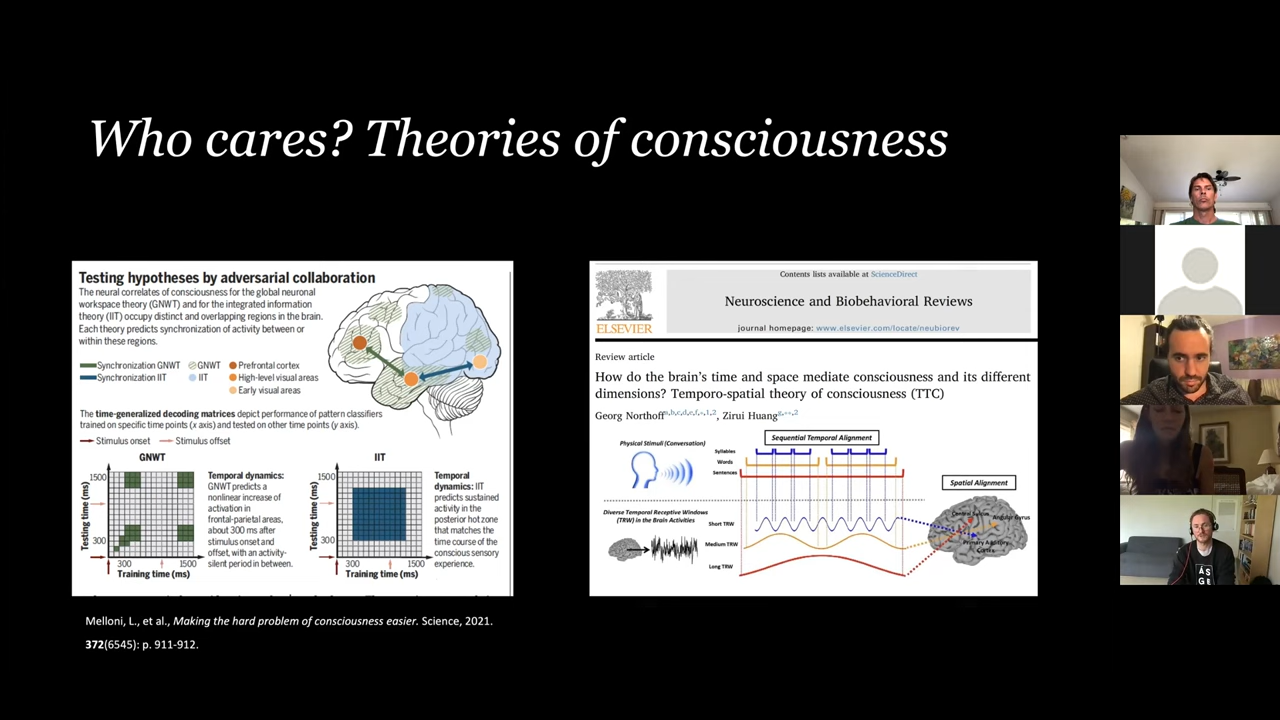 Who cares? Theories of consciousness
Testing hypotheses by adversarial collaboration
The neural correlates of consciousness for the global neuronal
workspace theory (GNWT) and for the integrated information
theory (IIT) occupy distinct and overlapping regions in the brain.
Each theory predicts synchronization of activity between or
within these regions.
Synchronization GNWT
GNWT
Prefrontal cortex
Synchronization IIT
IIT
High-level visual areas
Early visual areas
The time-generalized decoding matrices depict performance of pattern classifiers
trained on specific time points (x axis) and tested on other time points (y axis).
Stimulus onset
Stimulus offset
GNWT
1500
300
Testing time (ms)
300
1500
Training time (ms)
Temporal dynamics:
GNWT predicts a
nonlinear increase of
activation in
frontal-parietal areas,
about 300 ms after
stimulus onset and
offset, with an activity-
silent period in between.
IIT
1500
300
Testing time (ms)
300
1500
Training time (ms)
Temporal
dynamics: IIT
predicts sustained
activity in the
posterior hot zone
that matches the
time course of the
conscious sensory
experience.
Melloni, L., et al., Making the hard problem of consciousness easier. Science, 2021.
372(6545): p. 911-912.
ELSEVIER
Contents lists available at ScienceDirect
Neuroscience and Biobehavioral Reviews
journal homepage: www.elsevier.com/locate/neubiorev
Review article
How do the brain's time and space mediate consciousness and its different
dimensions? Temporo-spatial theory of consciousness (TTC)
Georg Northoff, Zirui Huang
Sequential Temporal Alignment
Physical Stimuli (Conversation)
Syllables
Words
Sentences
Spatial Alignment
Diverse Temporal Receptive Windows
(TRW) in the Brain Activities
Short TRW
Medium TRW
Long TRW
Central Sulcus
Angular Gyrus
Primary Auditory
Cortex
ÁS
GE